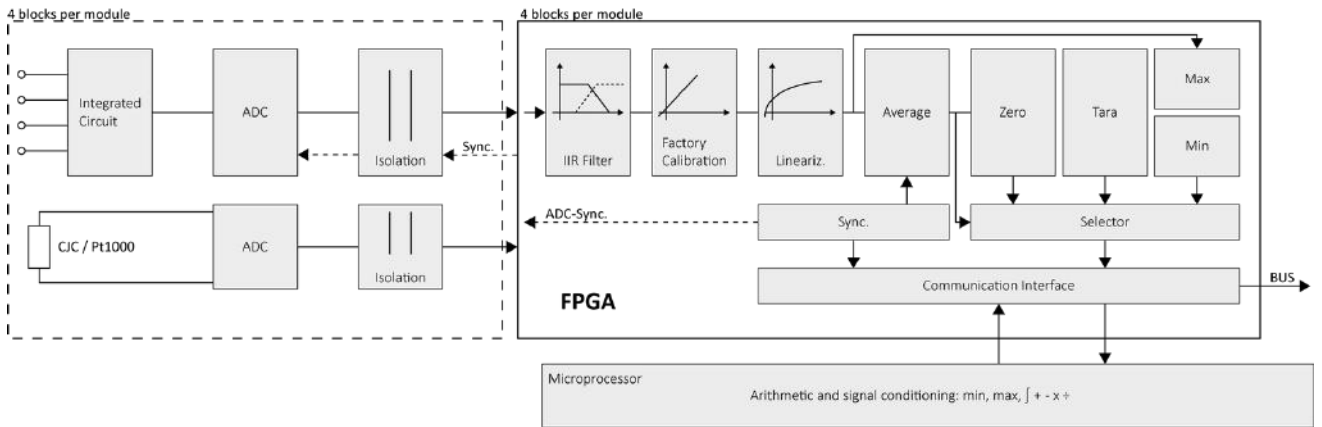 4 blocks per module
4 blocks per module
Integrated
Circuit
ADC
Isolation
Sync.
IIR Filter
Factory
Calibration
Lineariz.
Average
Zero
Tara
Max
Min
CJC / Pt1000
ADC
Isolation
ADC-Sync.
Sync.
Selector
Communication Interface
BUS
FPGA
Microprocessor
Arithmetic and signal conditioning: min, max, ∫ + - x ÷